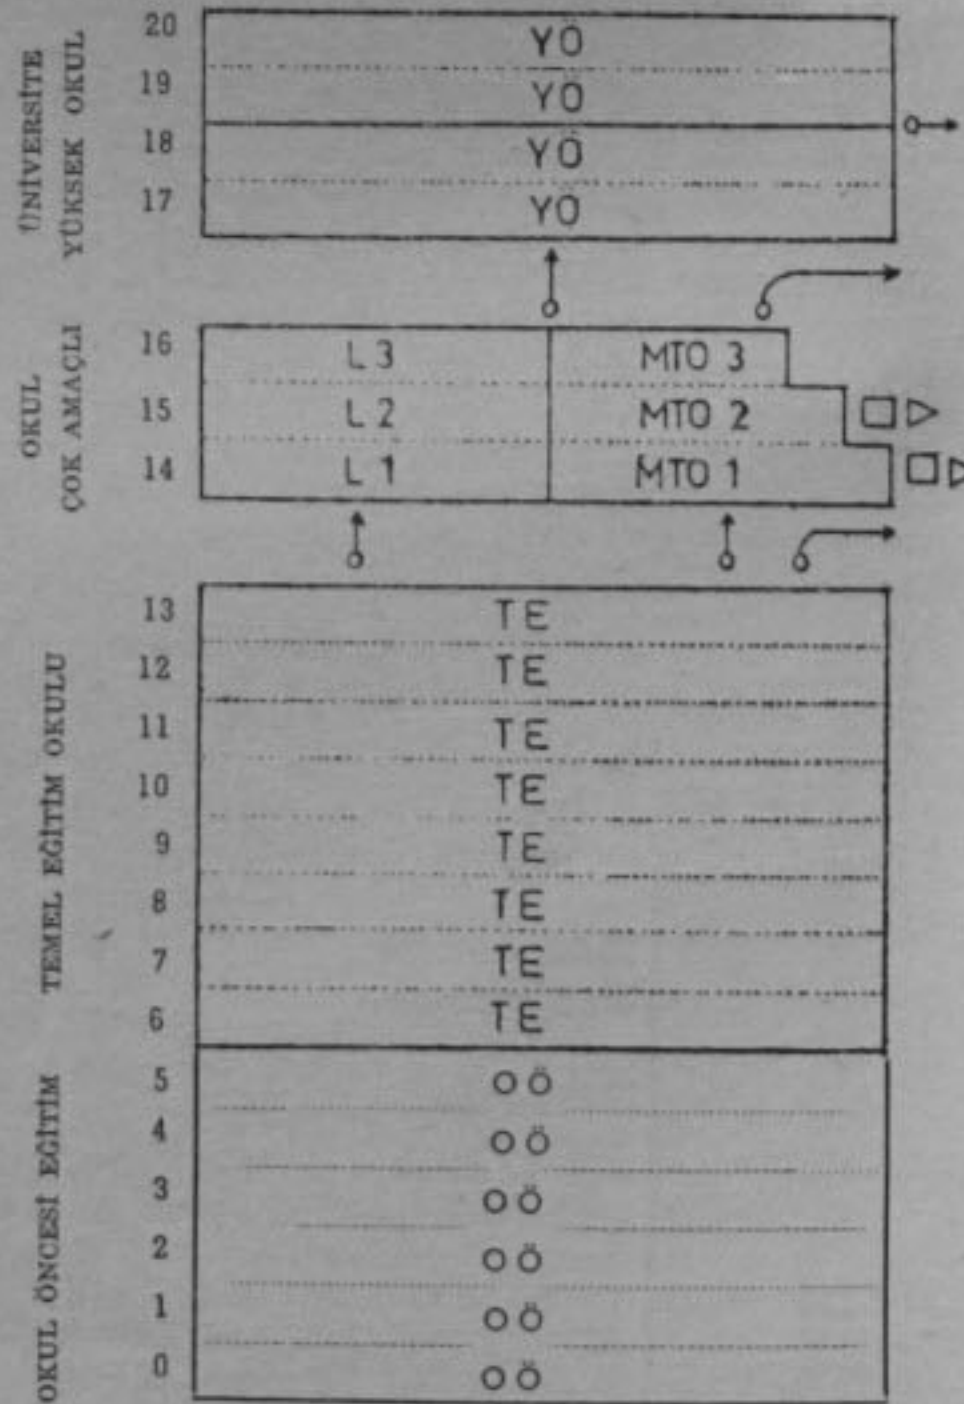 ÜNİVERSİTE
YÜKSEK OKUL
20 YÖ
19 YÖ
18 YÖ
17 YÖ
OKUL
ÇOK AMAÇLI
16 L 3 MTO 3
15 L 2 MTO 2
14 L 1 MTO 1
TEMEL EĞİTİM OKULU
13 TE
12 TE
11 TE
10 TE
9 TE
8 TE
7 TE
6 TE
OKUL ÖNCESİ EĞİTİM
5 OÖ
4 OÖ
3 OÖ
2 OÖ
1 OÖ
0 OÖ